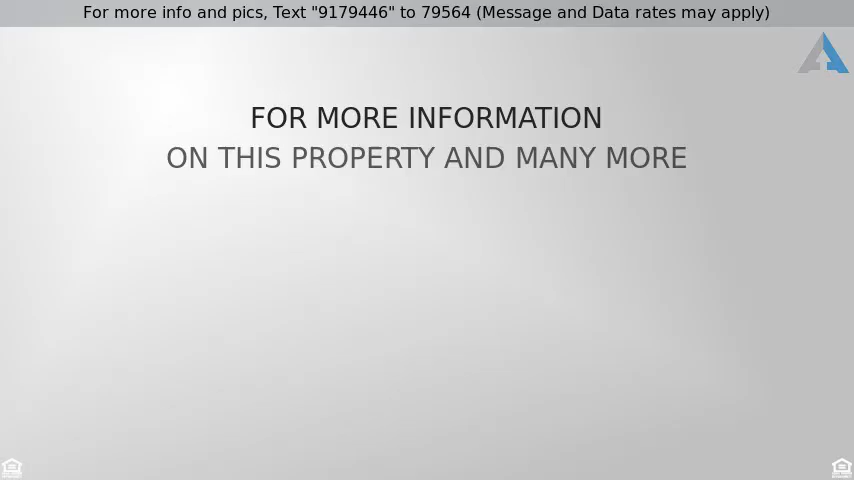 For more info and pics, Text "9179446" to 79564 (Message and Data rates may apply)
FOR MORE INFORMATION
ON THIS PROPERTY AND MANY MORE